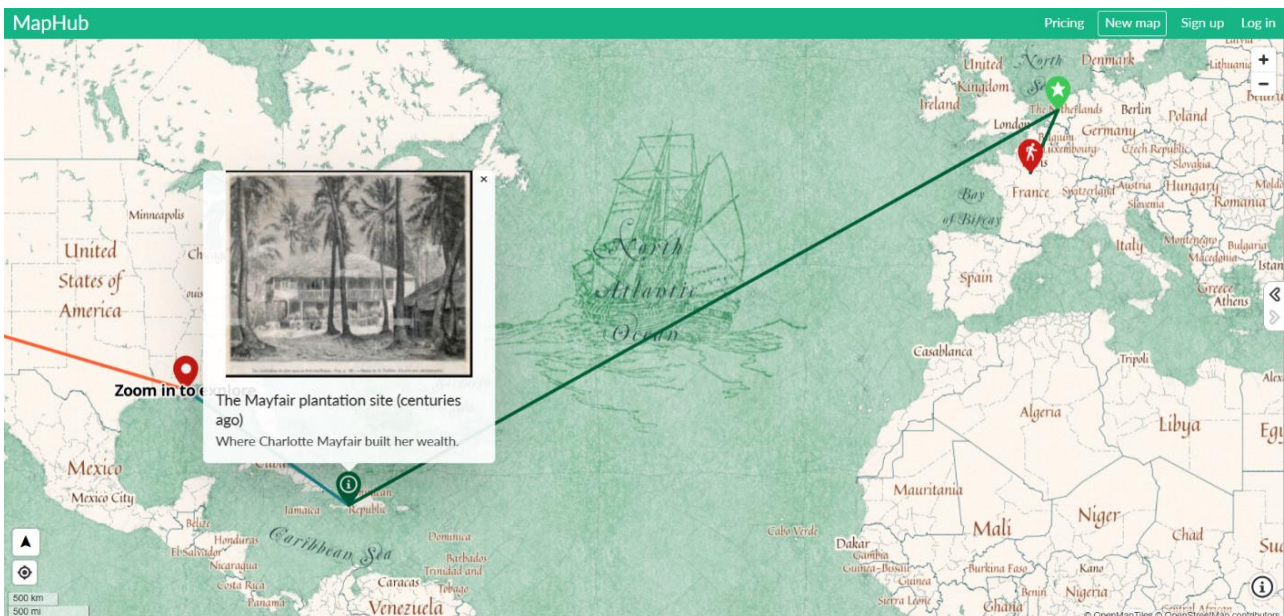 MapHub
Pricing New map Sign up Log in
United
Kingdom
North
Denmark
Lithuania
Ireland
The Netherlands
Berlin
Poland
London
Belgium
Germany
Luxembourg
Czech Republic
Slovakia
France
Switzerland
Austria
Hungary
Slovenia
Romania
Bay
of Biscay
Italy
Montenegro
Bulgaria
Macedonia
Spain
Greece
Athens
Minneapolis
United
States of
America
North
Atlantic
Ocean
Casablanca
Tripoli
Zoom in to explore
The Mayfair plantation site (centuries
ago)
Where Charlotte Mayfair built her wealth.
Algeria
Libya
Mexico
Mexico City
Cuba
Jamaica
Republic
Mauritania
Belize
Honduras
Caribbean Sea
Dominica
El Salvador
Nicaragua
Barbados
Trinidad and
Tobago
Costa Rica
Caracas
Panama
Venezuela
Cabo Verde
Dakar
Gambia
Guinea-Bissau
Guinea
Sierra Leone
Mali
Niger
Chad
Burkina Faso
Kano
Benin
Nigeria
Ghana
500 km
500 mi
© OpenMapTiles © OpenStreetMap contributors